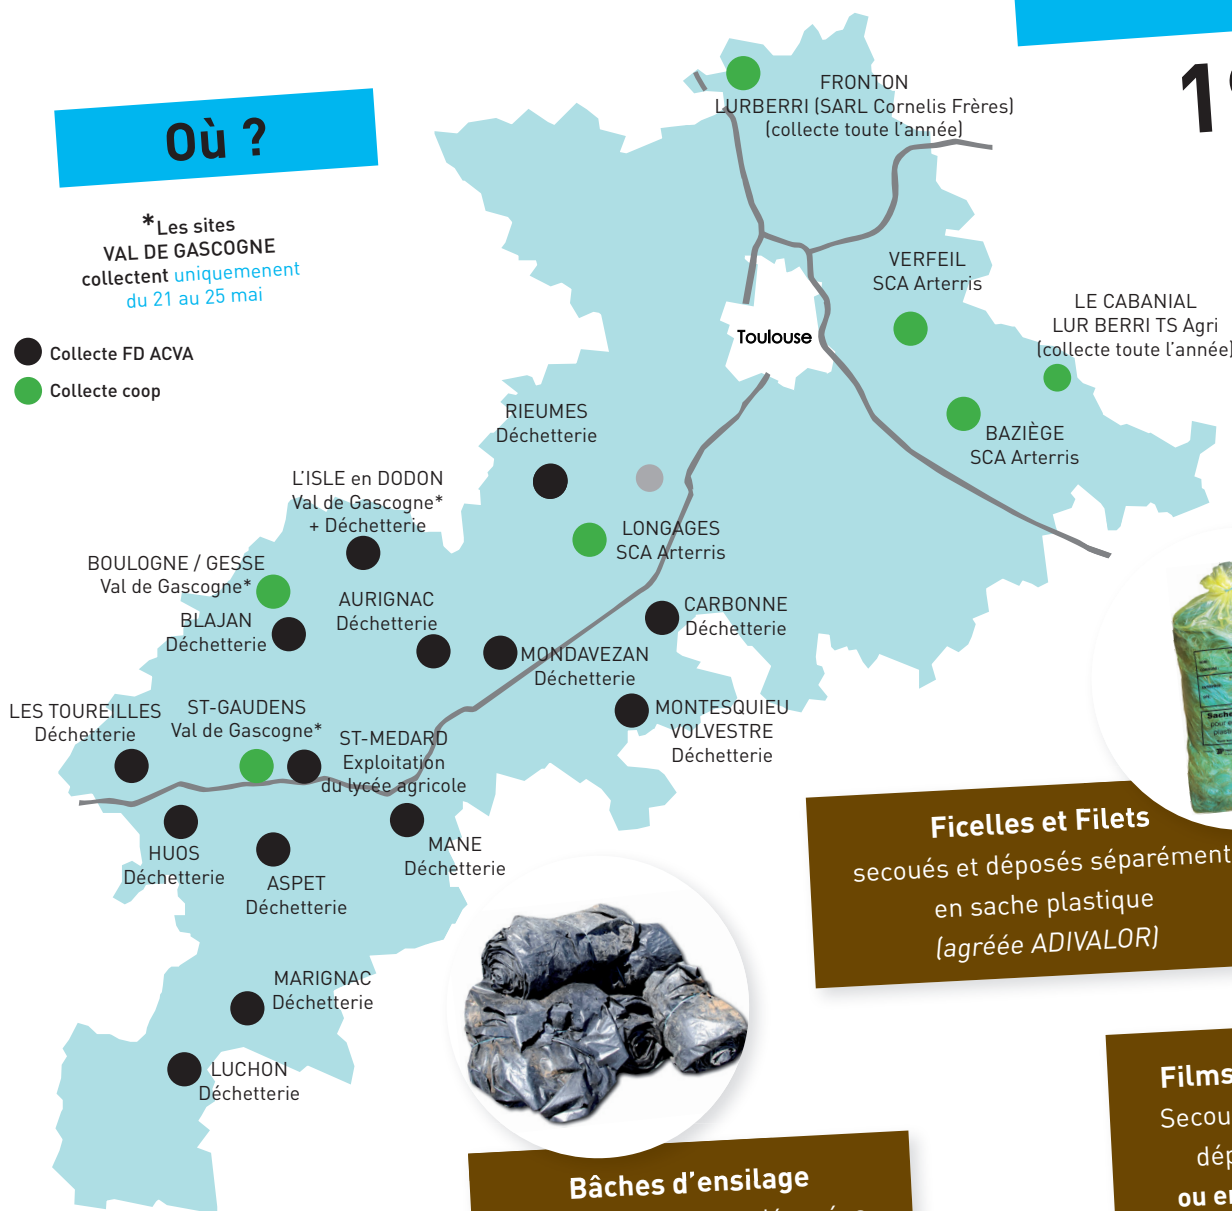 Où ?
*Les sites
VAL DE GASCOGNE
collectent uniquemenent
du 21 au 25 mai
Collecte FD ACVA
Collecte coop
FRONTON
LURBERRI (SARL Cornelis Frères)
(collecte toute l'année)
VERFEIL
SCA Arterris
LE CABANIAL
LUR BERRI TS Agri
(collecte toute l'année)
Toulouse
BAZIÈGE
SCA Arterris
RIEUMES
Déchetterie
L'ISLE en DODON
Val de Gascogne*
+ Déchetterie
LONGAGES
SCA Arterris
BOULOGNE / GESSE
Val de Gascogne*
AURIGNAC
Déchetterie
BLAJAN
Déchetterie
CARBONNE
Déchetterie
MONDAVEZAN
Déchetterie
LES TOUREILLES
Déchetterie
ST-GAUDENS
Val de Gascogne*
ST-MEDARD
Exploitation
du lycée agricole
MONTESQUIEU
VOLVESTRE
Déchetterie
HUOS
Déchetterie
ASPET
Déchetterie
MANE
Déchetterie
MARIGNAC
Déchetterie
LUCHON
Déchetterie
Ficelles et Filets
secoués et déposés séparément
en sache plastique
(agréée ADIVALOR)
Bâches d'ensilage
Films
ou